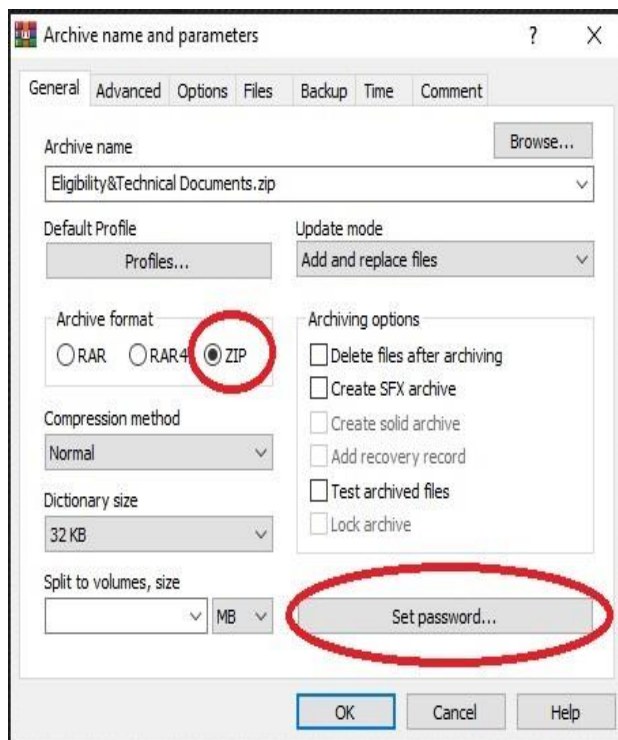 Archive name and parameters
General Advanced Options Files Backup Time Comment
Archive name
Browse...
Eligibility&Technical Documents.zip
Default Profile
Profiles...
Update mode
Add and replace files
Archive format
RAR RAR4 ZIP
Compression method
Normal
Dictionary size
32 KB
Split to volumes, size
MB
Archiving options
Delete files after archiving
Create SFX archive
Create solid archive
Add recovery record
Test archived files
Lock archive
Set password...
OK Cancel Help